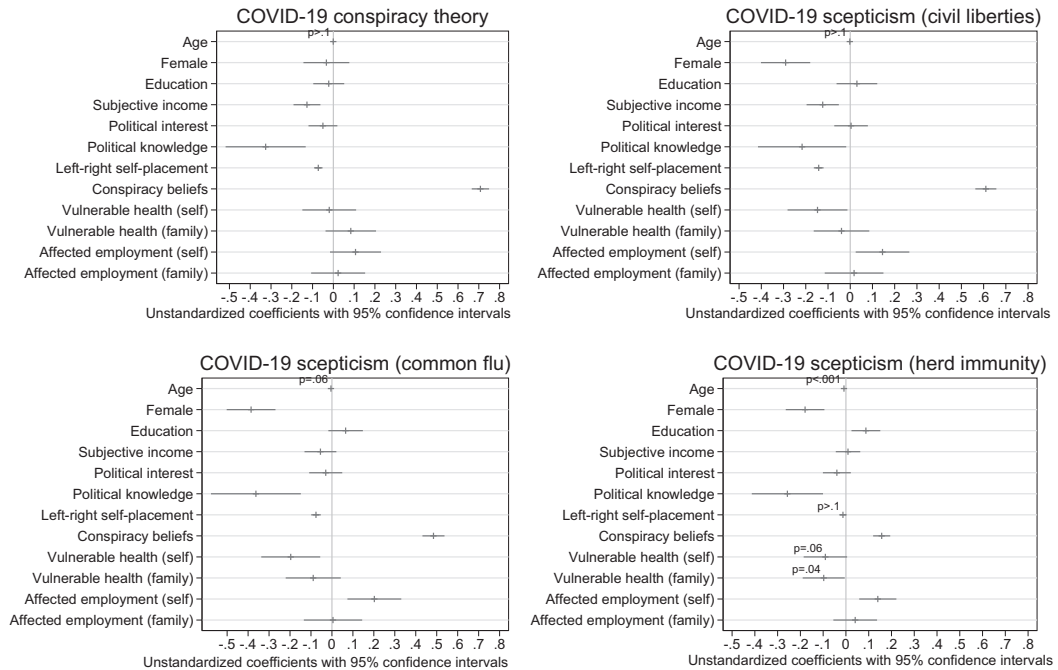 COVID-19 conspiracy theory
p>.1
Age
Female
Education
Subjective income
Political interest
Political knowledge
Left-right self-placement
Conspiracy beliefs
Vulnerable health (self)
Vulnerable health (family)
Affected employment (self)
Affected employment (family)
-.5 -.4 -.3 -.2 -.1 0 .1 .2 .3 .4 .5 .6 .7 .8
Unstandardized coefficients with 95% confidence intervals
COVID-19 scepticism (civil liberties)
p>.1
Age
Female
Education
Subjective income
Political interest
Political knowledge
Left-right self-placement
Conspiracy beliefs
Vulnerable health (self)
Vulnerable health (family)
Affected employment (self)
Affected employment (family)
-.5 -.4 -.3 -.2 -.1 0 .1 .2 .3 .4 .5 .6 .7 .8
Unstandardized coefficients with 95% confidence intervals
COVID-19 scepticism (common flu)
p=.06
Age
Female
Education
Subjective income
Political interest
Political knowledge
Left-right self-placement
Conspiracy beliefs
Vulnerable health (self)
Vulnerable health (family)
Affected employment (self)
Affected employment (family)
-.5 -.4 -.3 -.2 -.1 0 .1 .2 .3 .4 .5 .6 .7 .8
Unstandardized coefficients with 95% confidence intervals
COVID-19 scepticism (herd immunity)
p<.001
Age
Female
Education
Subjective income
Political interest
Political knowledge
p>.1
Left-right self-placement
Conspiracy beliefs
p=.06
Vulnerable health (self)
p=.04
Vulnerable health (family)
Affected employment (self)
Affected employment (family)
-.5 -.4 -.3 -.2 -.1 0 .1 .2 .3 .4 .5 .6 .7 .8
Unstandardized coefficients with 95% confidence intervals